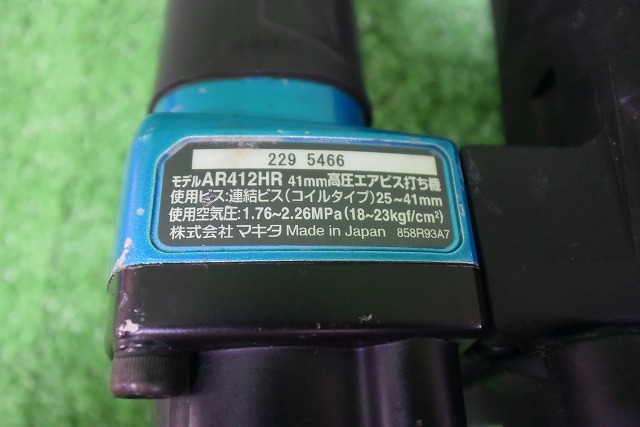 229 5466
モデルAR412HR 41mm高圧エアビス打ち機
使用ビス:連結ビス(コイルタイプ)25~41mm
使用空気圧:1.76~2.26MPa(18~23kgf/cm²)
株式会社 マキタ Made in Japan 858R93A7